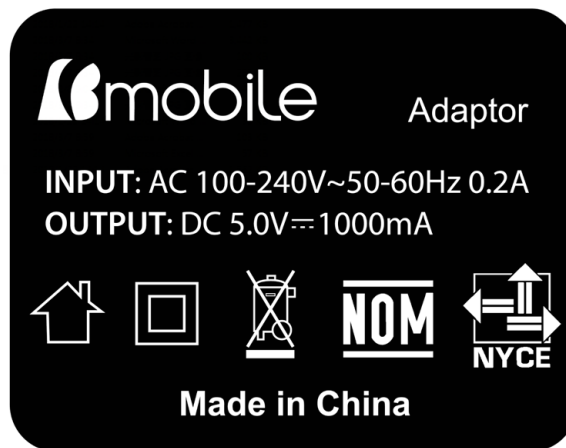 Bmobile Adaptor
INPUT: AC 100-240V~50-60Hz 0.2A
OUTPUT: DC 5.0V⎓1000mA
NOM
NYCE
Made in China